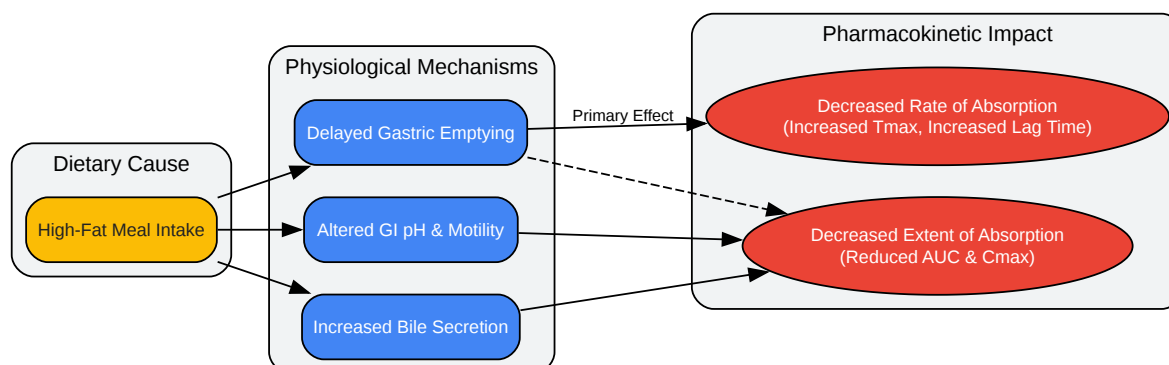 Dietary Cause
High-Fat Meal Intake
Physiological Mechanisms
Delayed Gastric Emptying
Altered GI pH & Motility
Increased Bile Secretion
Primary Effect
Pharmacokinetic Impact
Decreased Rate of Absorption
(Increased Tmax, Increased Lag Time)
Decreased Extent of Absorption
(Reduced AUC & Cmax)